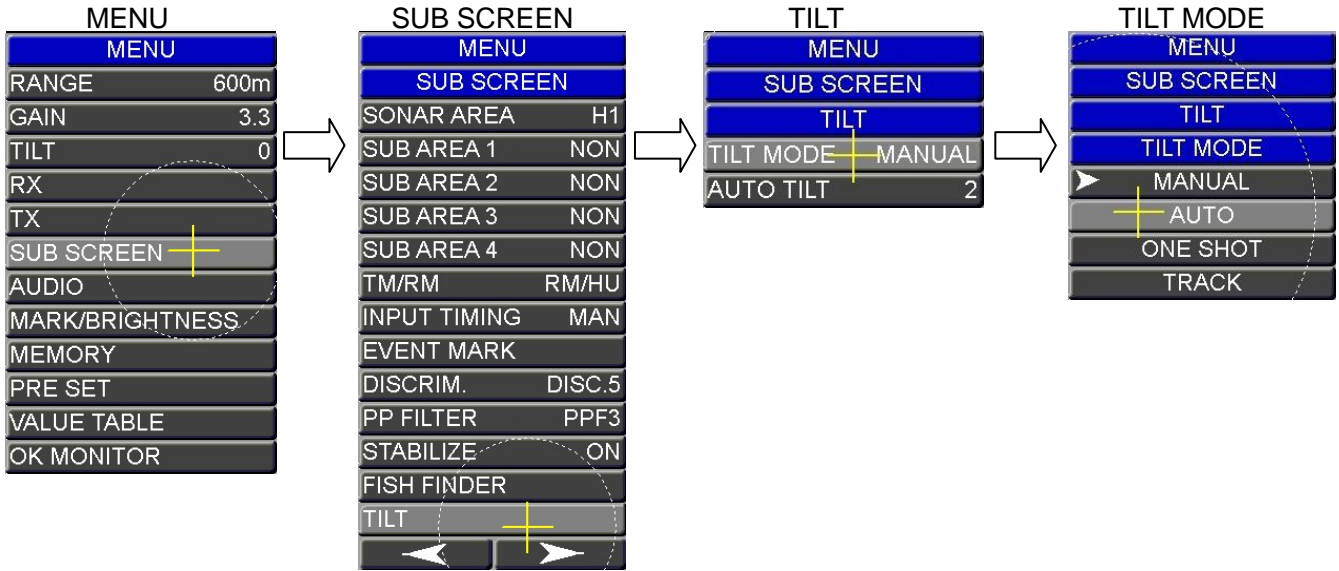 MENU
MENU
RANGE 600m
GAIN 3.3
TILT 0
RX
TX
SUB SCREEN
AUDIO
MARK/BRIGHTNESS
MEMORY
PRE SET
VALUE TABLE
OK MONITOR
SUB SCREEN
MENU
SUB SCREEN
SONAR AREA H1
SUB AREA 1 NON
SUB AREA 2 NON
SUB AREA 3 NON
SUB AREA 4 NON
TM/RM RM/HU
INPUT TIMING MAN
EVENT MARK
DISCRIM. DISC.5
PP FILTER PPF3
STABILIZE ON
FISH FINDER
TILT
TILT
MENU
SUB SCREEN
TILT
TILT MODE MANUAL
AUTO TILT 2
TILT MODE
MENU
SUB SCREEN
TILT
TILT MODE
MANUAL
AUTO
ONE SHOT
TRACK